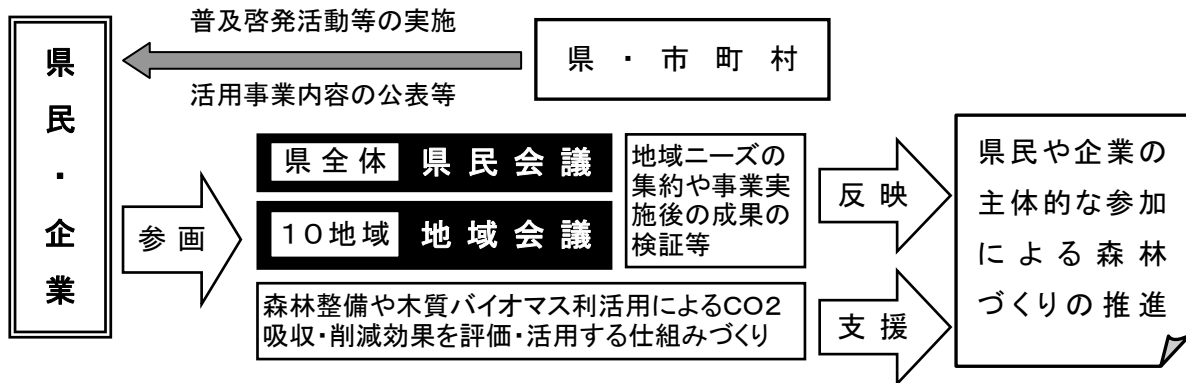 普及啓発活動等の実施
県・市町村
活用事業内容の公表等
県民・企業
参画
県全体 県民会議
10地域 地域会議
地域ニーズの
集約や事業実
施後の成果の
検証等
反映
森林整備や木質バイオマス利活用によるCO2
吸収・削減効果を評価・活用する仕組みづくり
支援
県民や企業の
主体的な参加
による森林
づくりの推進